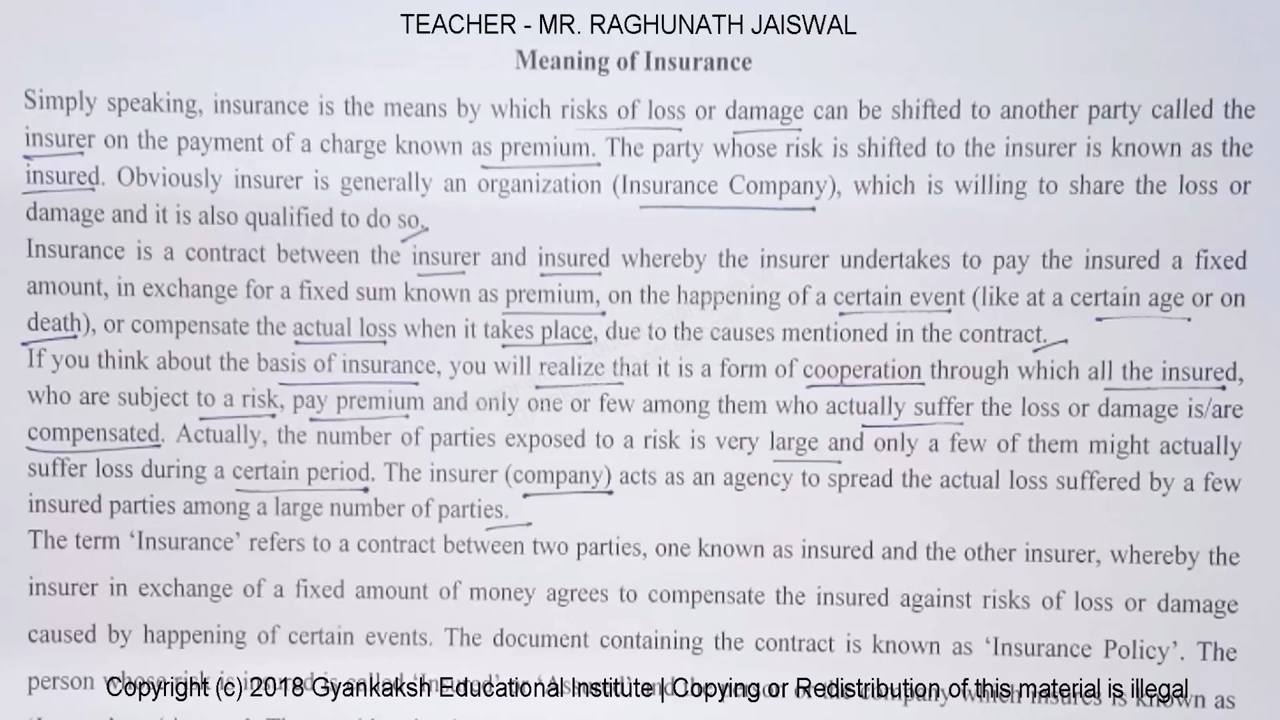 TEACHER - MR. RAGHUNATH JAISWAL
Meaning of Insurance
Simply speaking, insurance is the means by which risks of loss or damage can be shifted to another party called the
insurer on the payment of a charge known as premium. The party whose risk is shifted to the insurer is known as the
insured. Obviously insurer is generally an organization (Insurance Company), which is willing to share the loss or
damage and it is also qualified to do so.
Insurance is a contract between the insurer and insured whereby the insurer undertakes to pay the insured a fixed
amount, in exchange for a fixed sum known as premium, on the happening of a certain event (like at a certain age or on
death), or compensate the actual loss when it takes place, due to the causes mentioned in the contract.
If you think about the basis of insurance, you will realize that it is a form of cooperation through which all the insured,
who are subject to a risk, pay premium and only one or few among them who actually suffer the loss or damage is/are
compensated. Actually, the number of parties exposed to a risk is very large and only a few of them might actually
suffer loss during a certain period. The insurer (company) acts as an agency to spread the actual loss suffered by a few
insured parties among a large number of parties.
The term ‘Insurance’ refers to a contract between two parties, one known as insured and the other insurer, whereby the
insurer in exchange of a fixed amount of money agrees to compensate the insured against risks of loss or damage
caused by happening of certain events. The document containing the contract is known as ‘Insurance Policy’. The
person known as
Copyright (c) 2018 Gyankaksh Educational Institute | Copying or Redistribution of this material is illegal